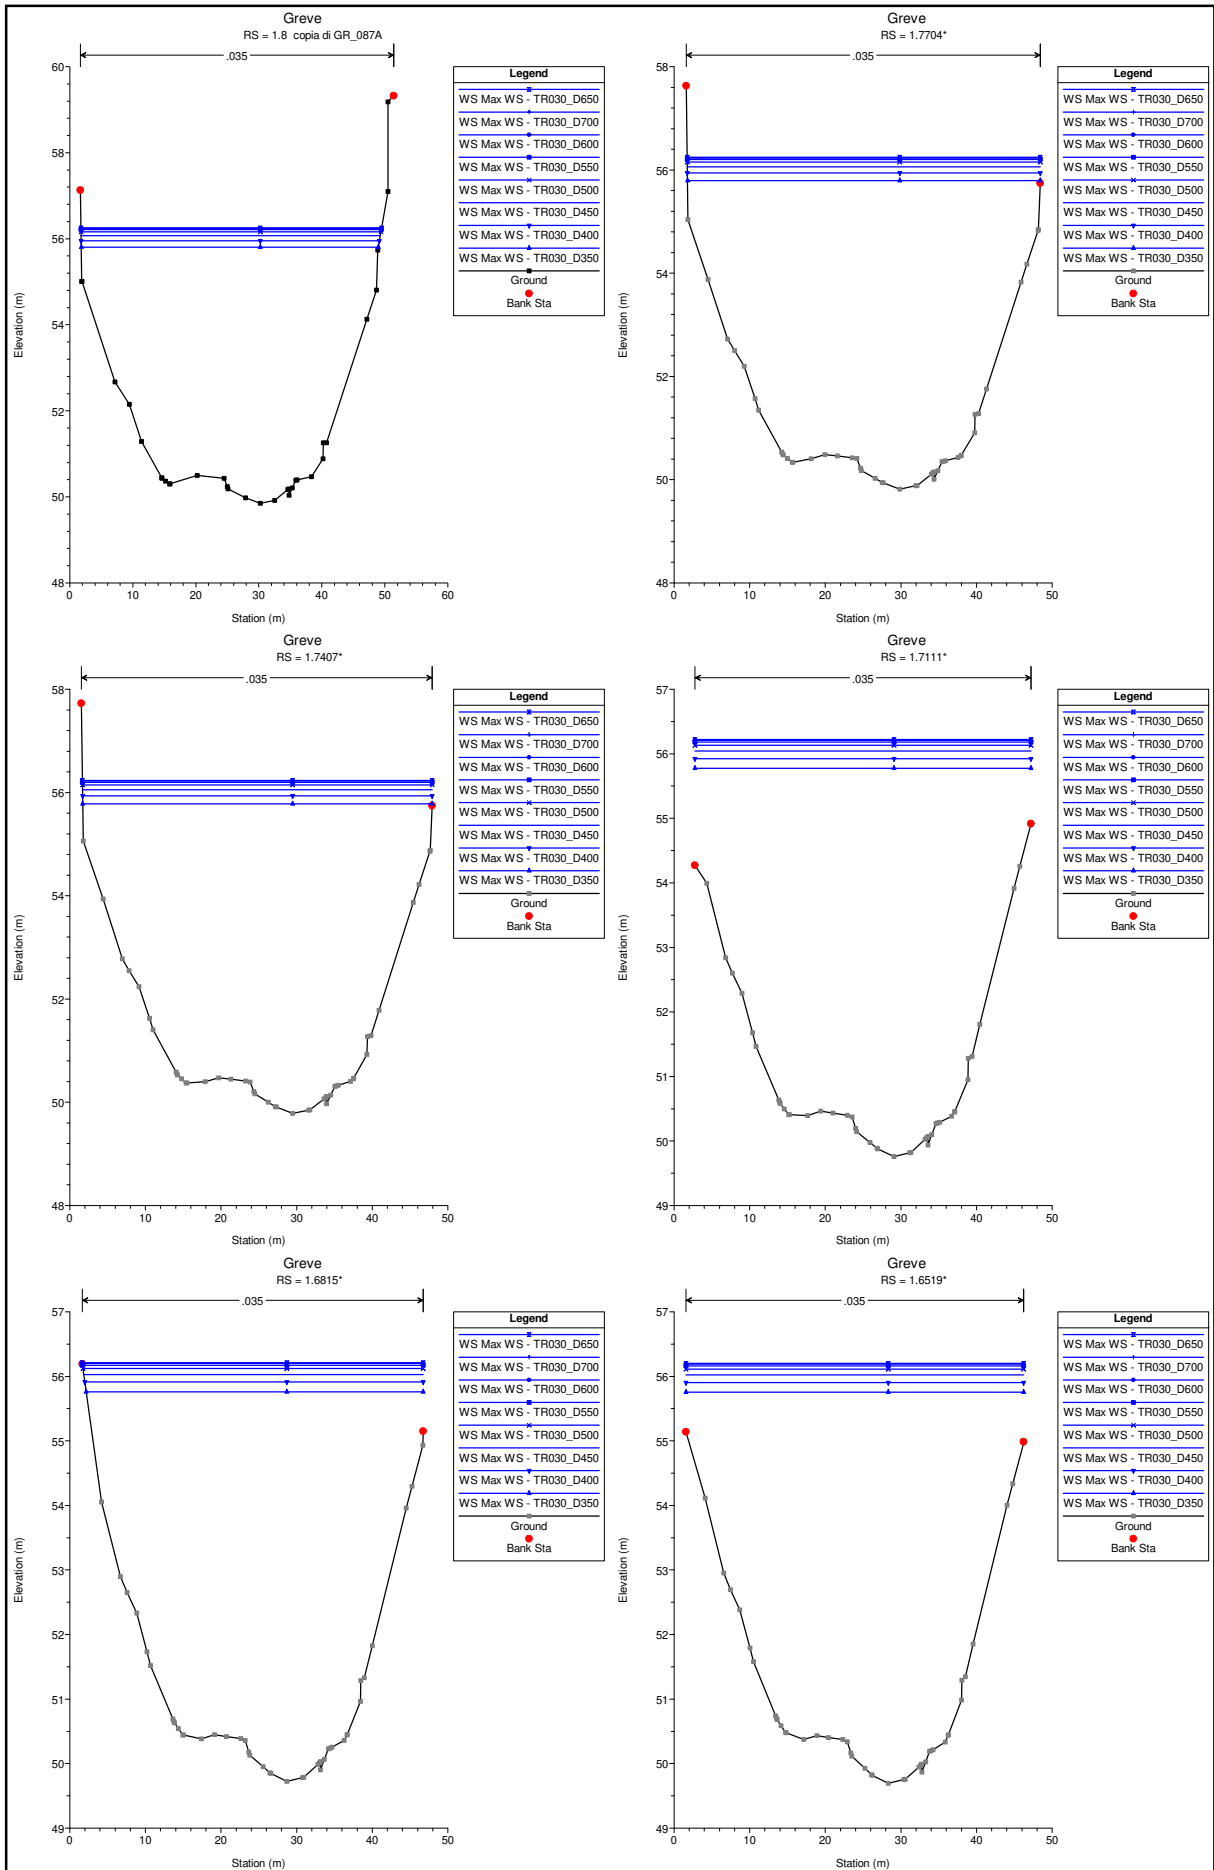 Greve
RS = 1.8 copia di GR_087A
.035
60
58
56
54
52
50
48
Elevation (m)
0 10 20 30 40 50 60
Station (m)
Legend
WS Max WS - TR030_D650
WS Max WS - TR030_D700
WS Max WS - TR030_D600
WS Max WS - TR030_D550
WS Max WS - TR030_D500
WS Max WS - TR030_D450
WS Max WS - TR030_D400
WS Max WS - TR030_D350
Ground
Bank Sta
Greve
RS = 1.7704*
.035
58
56
54
52
50
48
Elevation (m)
0 10 20 30 40 50
Station (m)
Legend
WS Max WS - TR030_D650
WS Max WS - TR030_D700
WS Max WS - TR030_D600
WS Max WS - TR030_D550
WS Max WS - TR030_D500
WS Max WS - TR030_D450
WS Max WS - TR030_D400
WS Max WS - TR030_D350
Ground
Bank Sta
Greve
RS = 1.7407*
.035
58
56
54
52
50
48
Elevation (m)
0 10 20 30 40 50
Station (m)
Legend
WS Max WS - TR030_D650
WS Max WS - TR030_D700
WS Max WS - TR030_D600
WS Max WS - TR030_D550
WS Max WS - TR030_D500
WS Max WS - TR030_D450
WS Max WS - TR030_D400
WS Max WS - TR030_D350
Ground
Bank Sta
Greve
RS = 1.7111*
.035
57
56
55
54
53
52
51
50
49
Elevation (m)
0 10 20 30 40 50
Station (m)
Legend
WS Max WS - TR030_D650
WS Max WS - TR030_D700
WS Max WS - TR030_D600
WS Max WS - TR030_D550
WS Max WS - TR030_D500
WS Max WS - TR030_D450
WS Max WS - TR030_D400
WS Max WS - TR030_D350
Ground
Bank Sta
Greve
RS = 1.6815*
.035
57
56
55
54
53
52
51
50
49
Elevation (m)
0 10 20 30 40 50
Station (m)
Legend
WS Max WS - TR030_D650
WS Max WS - TR030_D700
WS Max WS - TR030_D600
WS Max WS - TR030_D550
WS Max WS - TR030_D500
WS Max WS - TR030_D450
WS Max WS - TR030_D400
WS Max WS - TR030_D350
Ground
Bank Sta
Greve
RS = 1.6519*
.035
57
56
55
54
53
52
51
50
49
Elevation (m)
0 10 20 30 40 50
Station (m)
Legend
WS Max WS - TR030_D650
WS Max WS - TR030_D700
WS Max WS - TR030_D600
WS Max WS - TR030_D550
WS Max WS - TR030_D500
WS Max WS - TR030_D450
WS Max WS - TR030_D400
WS Max WS - TR030_D350
Ground
Bank Sta